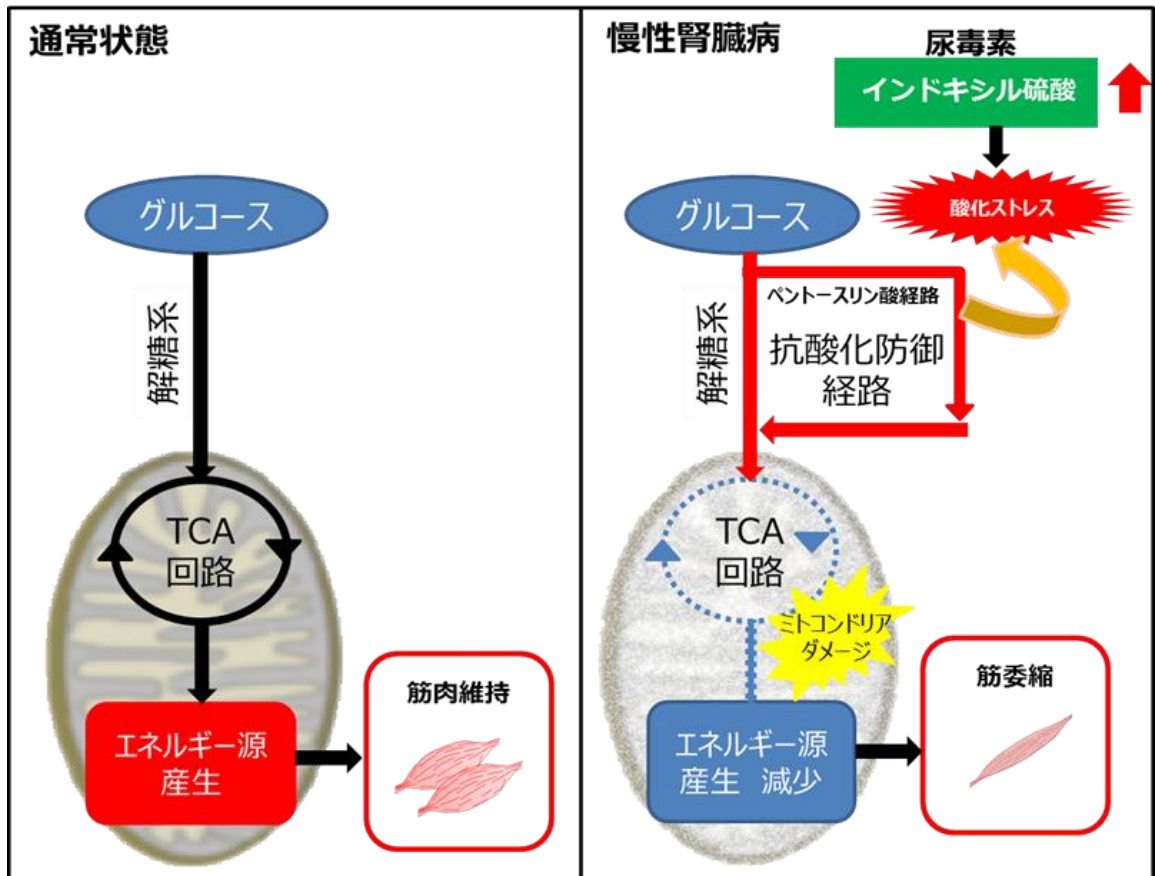 通常状態
グルコース
解糖系
TCA
回路
エネルギー源
産生
筋肉維持
慢性腎臓病
尿毒素
インドキシル硫酸
酸化ストレス
グルコース
ペントースリン酸経路
解糖系
抗酸化防御
経路
TCA
回路
ミトコンドリア
ダメージ
エネルギー源
産生 減少
筋委縮